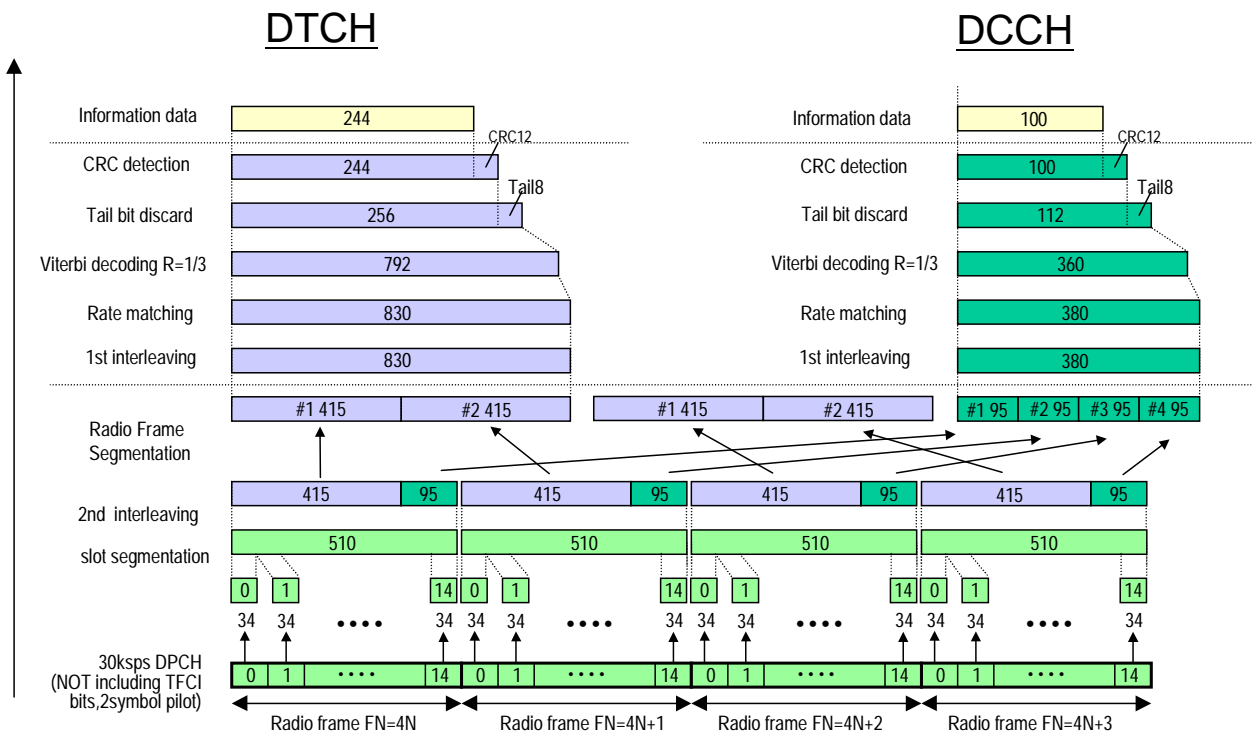 DTCH
DCCH
Information data
244
Information data
100
CRC12
CRC12
CRC detection
244
CRC detection
100
Tail8
Tail8
Tail bit discard
256
Tail bit discard
112
Viterbi decoding R=1/3
792
Viterbi decoding R=1/3
360
Rate matching
830
Rate matching
380
1st interleaving
830
1st interleaving
380
#1 415
#2 415
#1 415
#2 415
#1 95
#2 95
#3 95
#4 95
Radio Frame
Segmentation
415
95
415
95
415
95
415
95
2nd interleaving
slot segmentation
510
510
510
510
0
1
14
0
1
14
0
1
14
0
1
14
34
34
••••
34
34
34
••••
34
34
34
••••
34
34
34
••••
34
30ksps DPCH
(NOT including TFCI
bits,2symbol pilot)
0
1
••••
14
0
1
••••
14
0
1
••••
14
0
1
••••
14
Radio frame FN=4N
Radio frame FN=4N+1
Radio frame FN=4N+2
Radio frame FN=4N+3